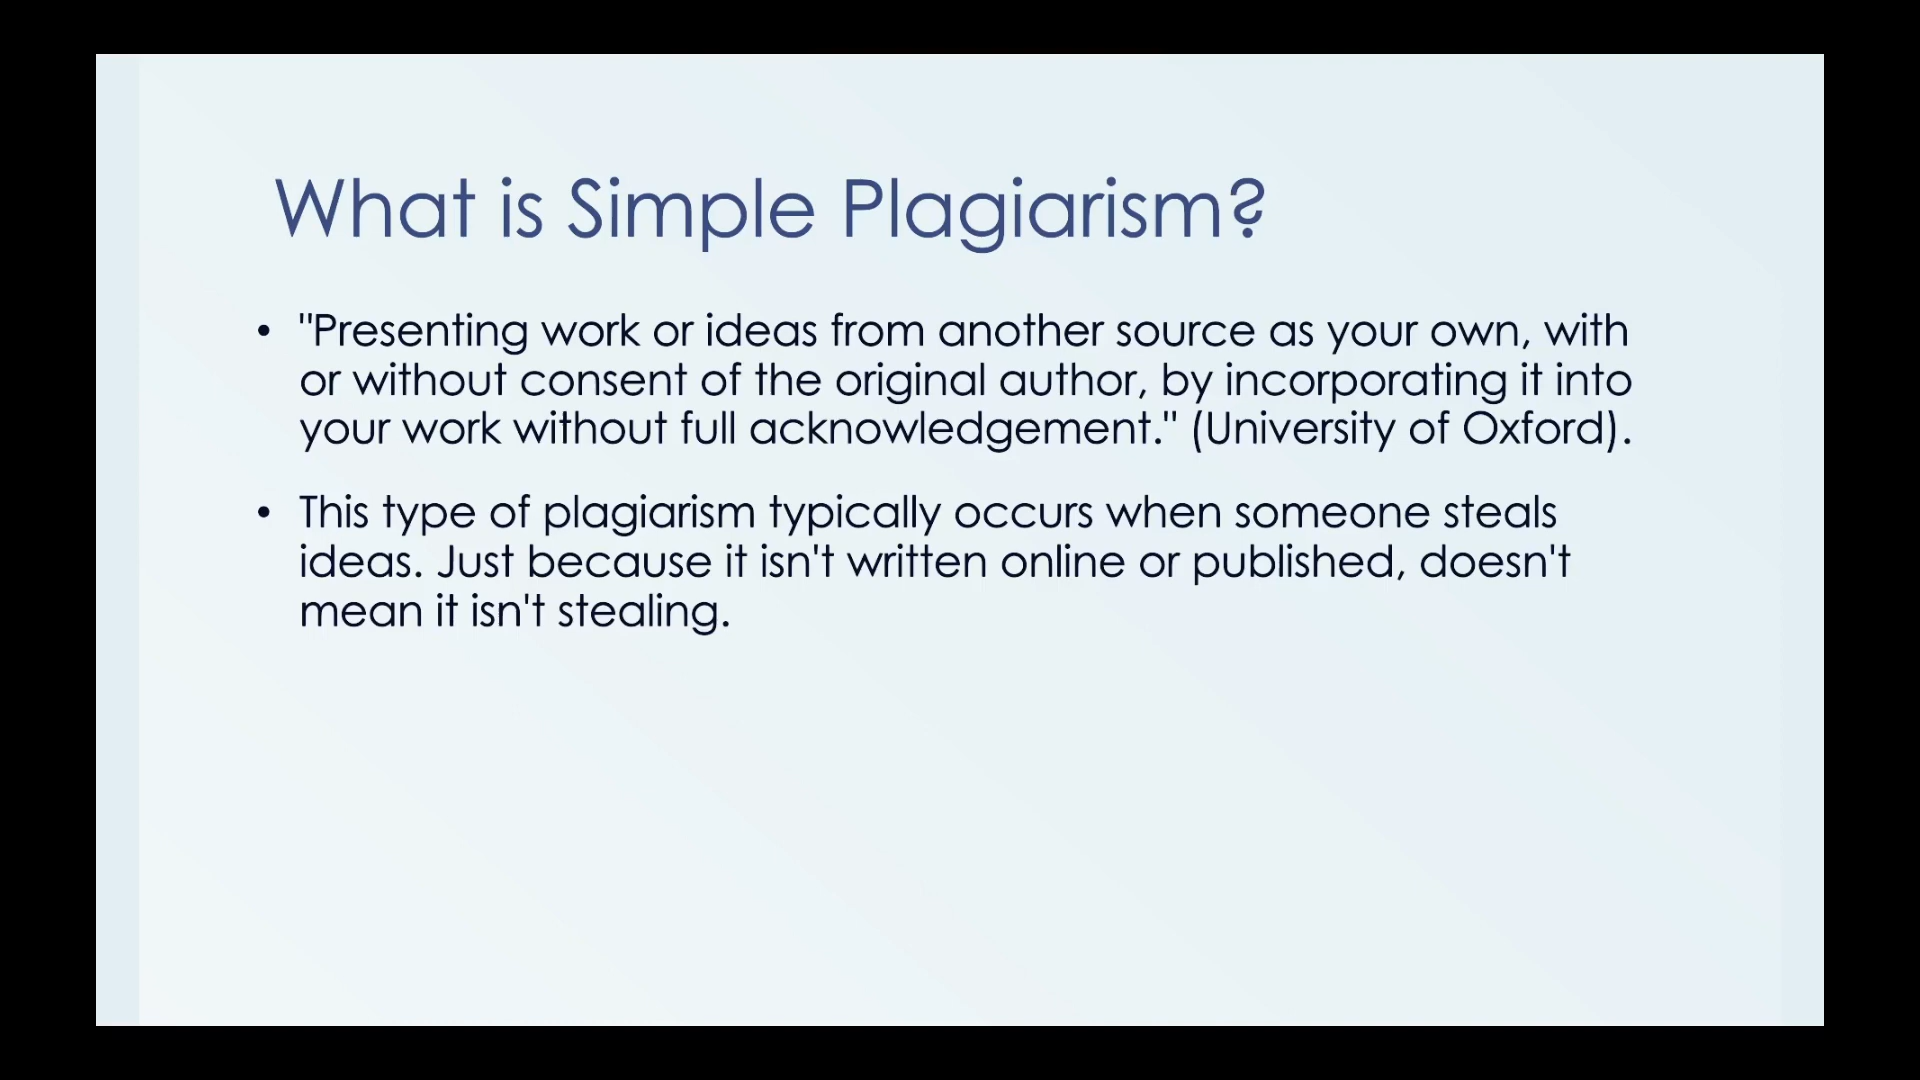 What is Simple Plagiarism?
• "Presenting work or ideas from another source as your own, with
or without consent of the original author, by incorporating it into
your work without full acknowledgement." (University of Oxford).
• This type of plagiarism typically occurs when someone steals
ideas. Just because it isn't written online or published, doesn't
mean it isn't stealing.